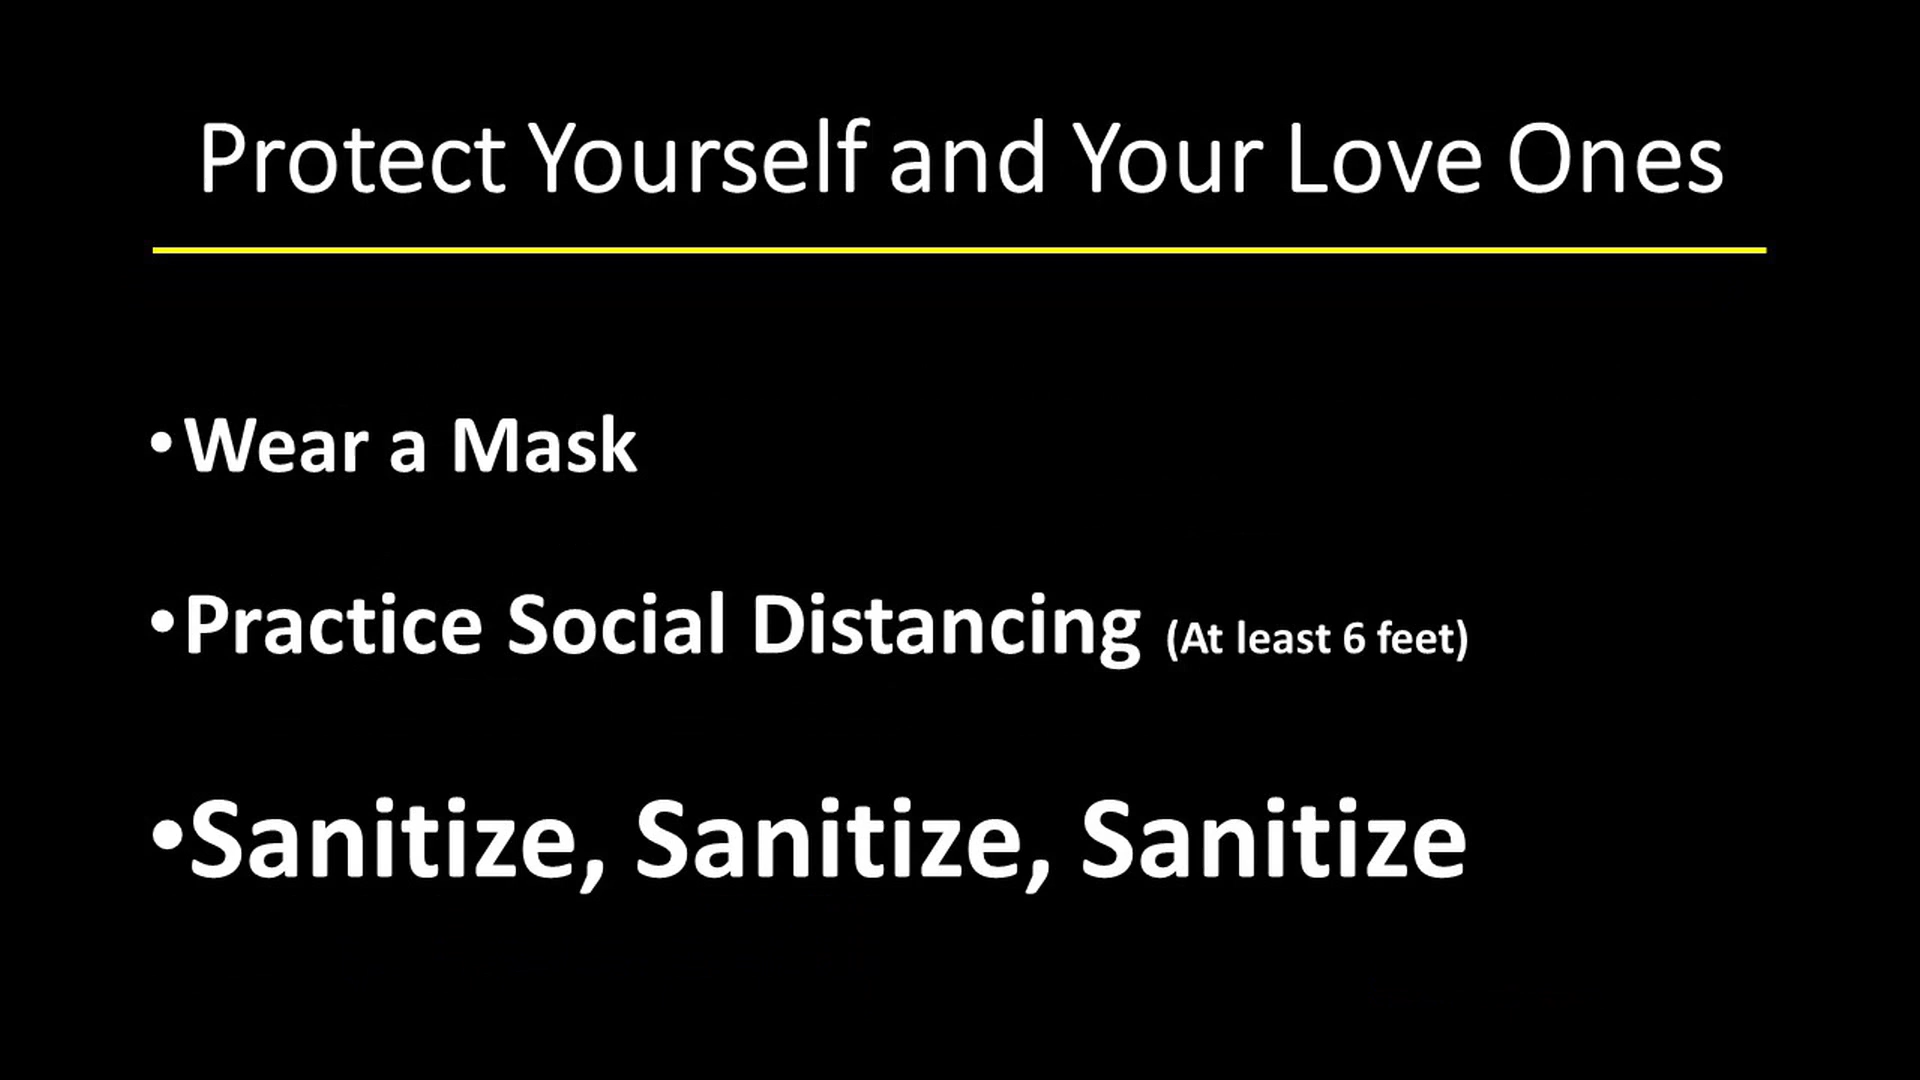 Protect Yourself and Your Love Ones
•Wear a Mask
•Practice Social Distancing (At least 6 feet)
•Sanitize, Sanitize, Sanitize